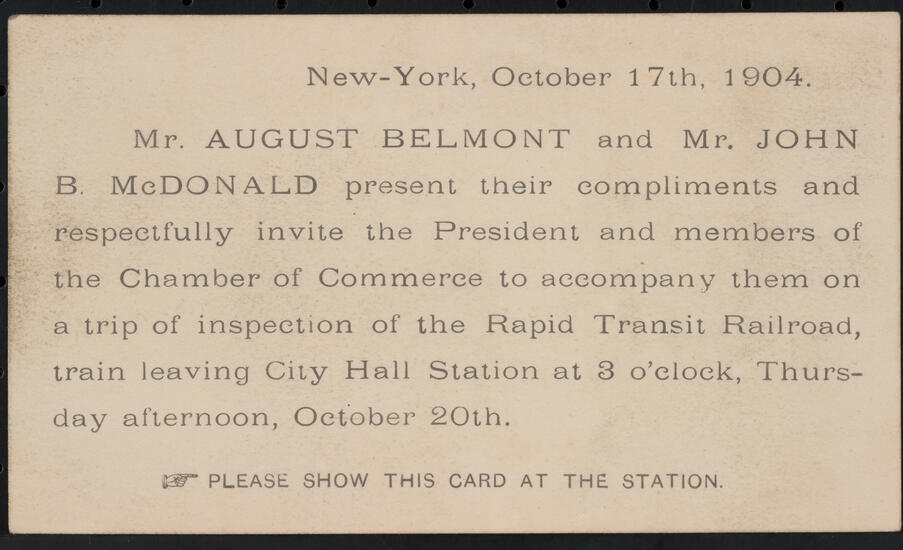 New-York, October 17th, 1904.
Mr. AUGUST BELMONT and Mr. JOHN
B. McDONALD present their compliments and
respectfully invite the President and members of
the Chamber of Commerce to accompany them on
a trip of inspection of the Rapid Transit Railroad,
train leaving City Hall Station at 3 o'clock, Thurs-
day afternoon, October 20th.
☞ PLEASE SHOW THIS CARD AT THE STATION.